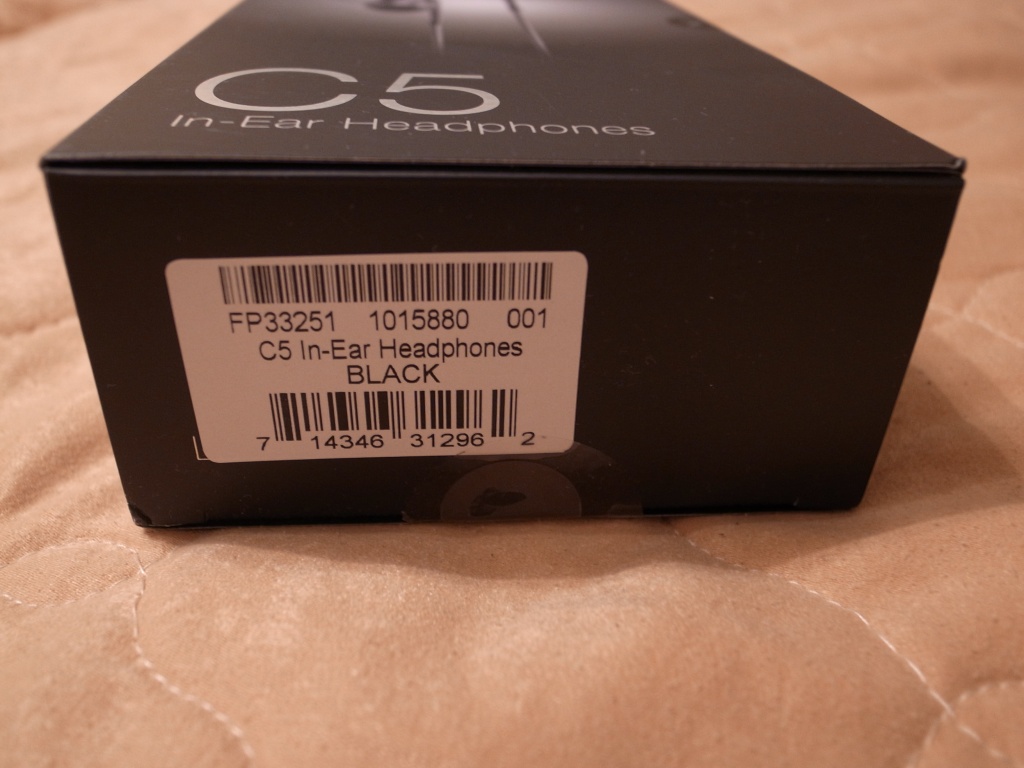 C5
In-Ear Headphones
FP33251 1015880 001
C5 In-Ear Headphones
BLACK
7 14346 31296 2